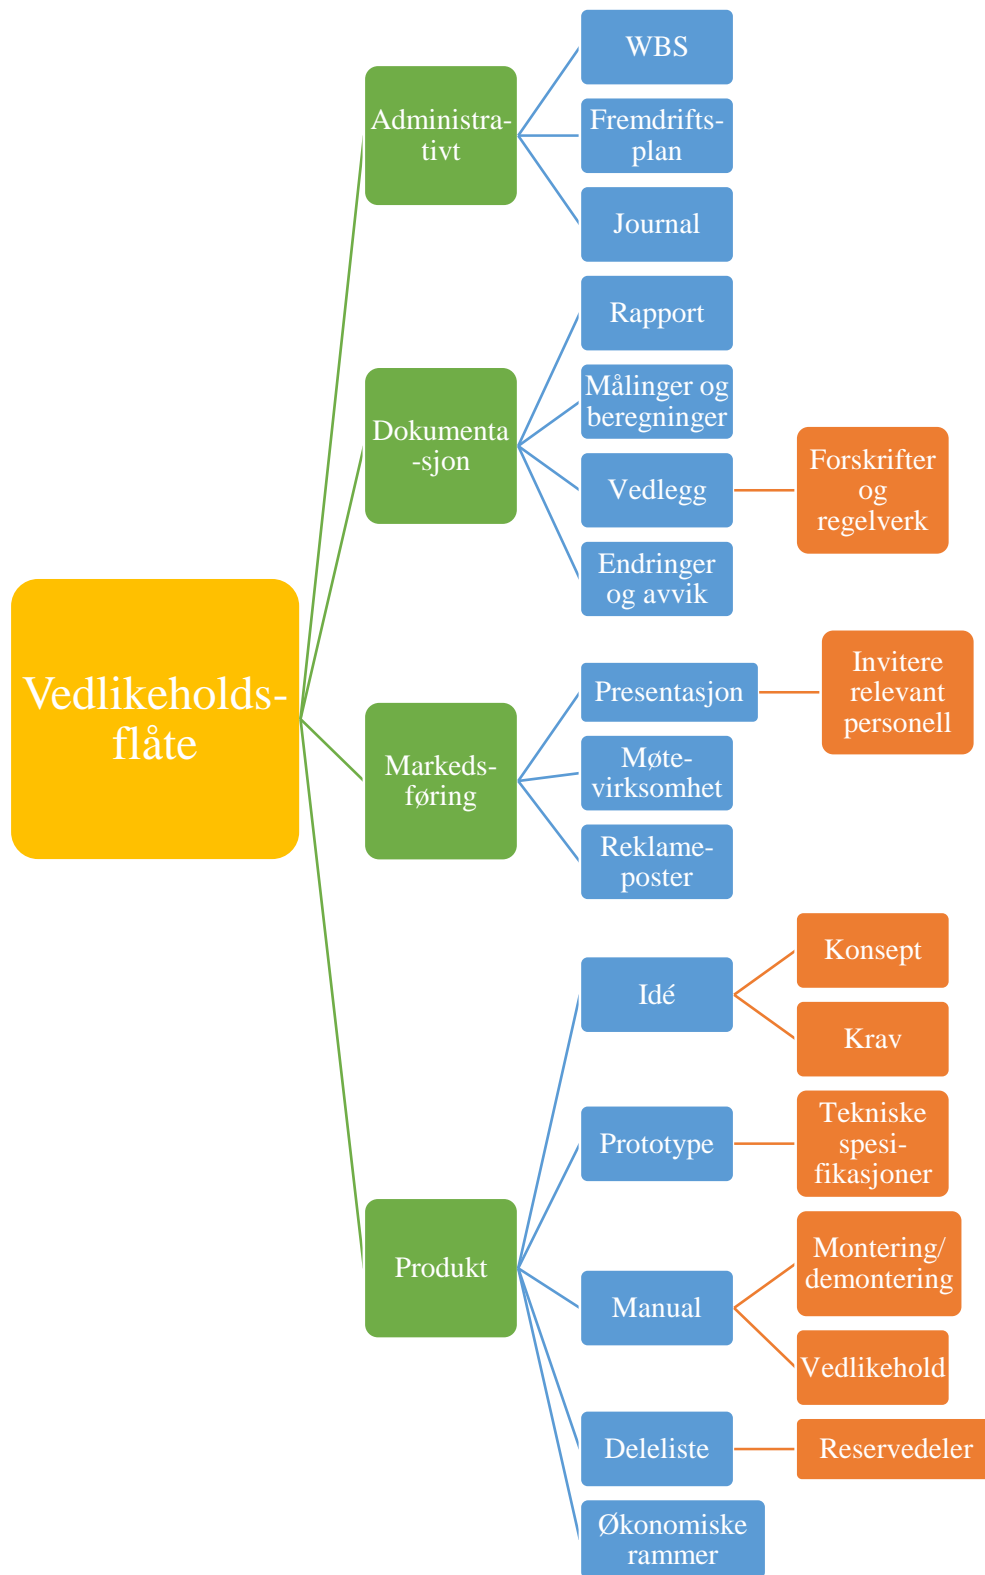 WBS
Administra-
tivt
Fremdrifts-
plan
Journal
Rapport
Målinger og
beregninger
Dokumenta
-sjon
Vedlegg
Forskrifter
og
regelverk
Endringer
og avvik
Vedlikeholds-
flåte
Presentasjon
Invitere
relevant
personell
Markeds-
føring
Møte-
virksomhet
Reklame-
poster
Idé
Konsept
Krav
Prototype
Tekniske
spesi-
fikasjoner
Produkt
Manual
Montering/
demontering
Vedlikehold
Deleliste
Reservedeler
Økonomiske
rammer